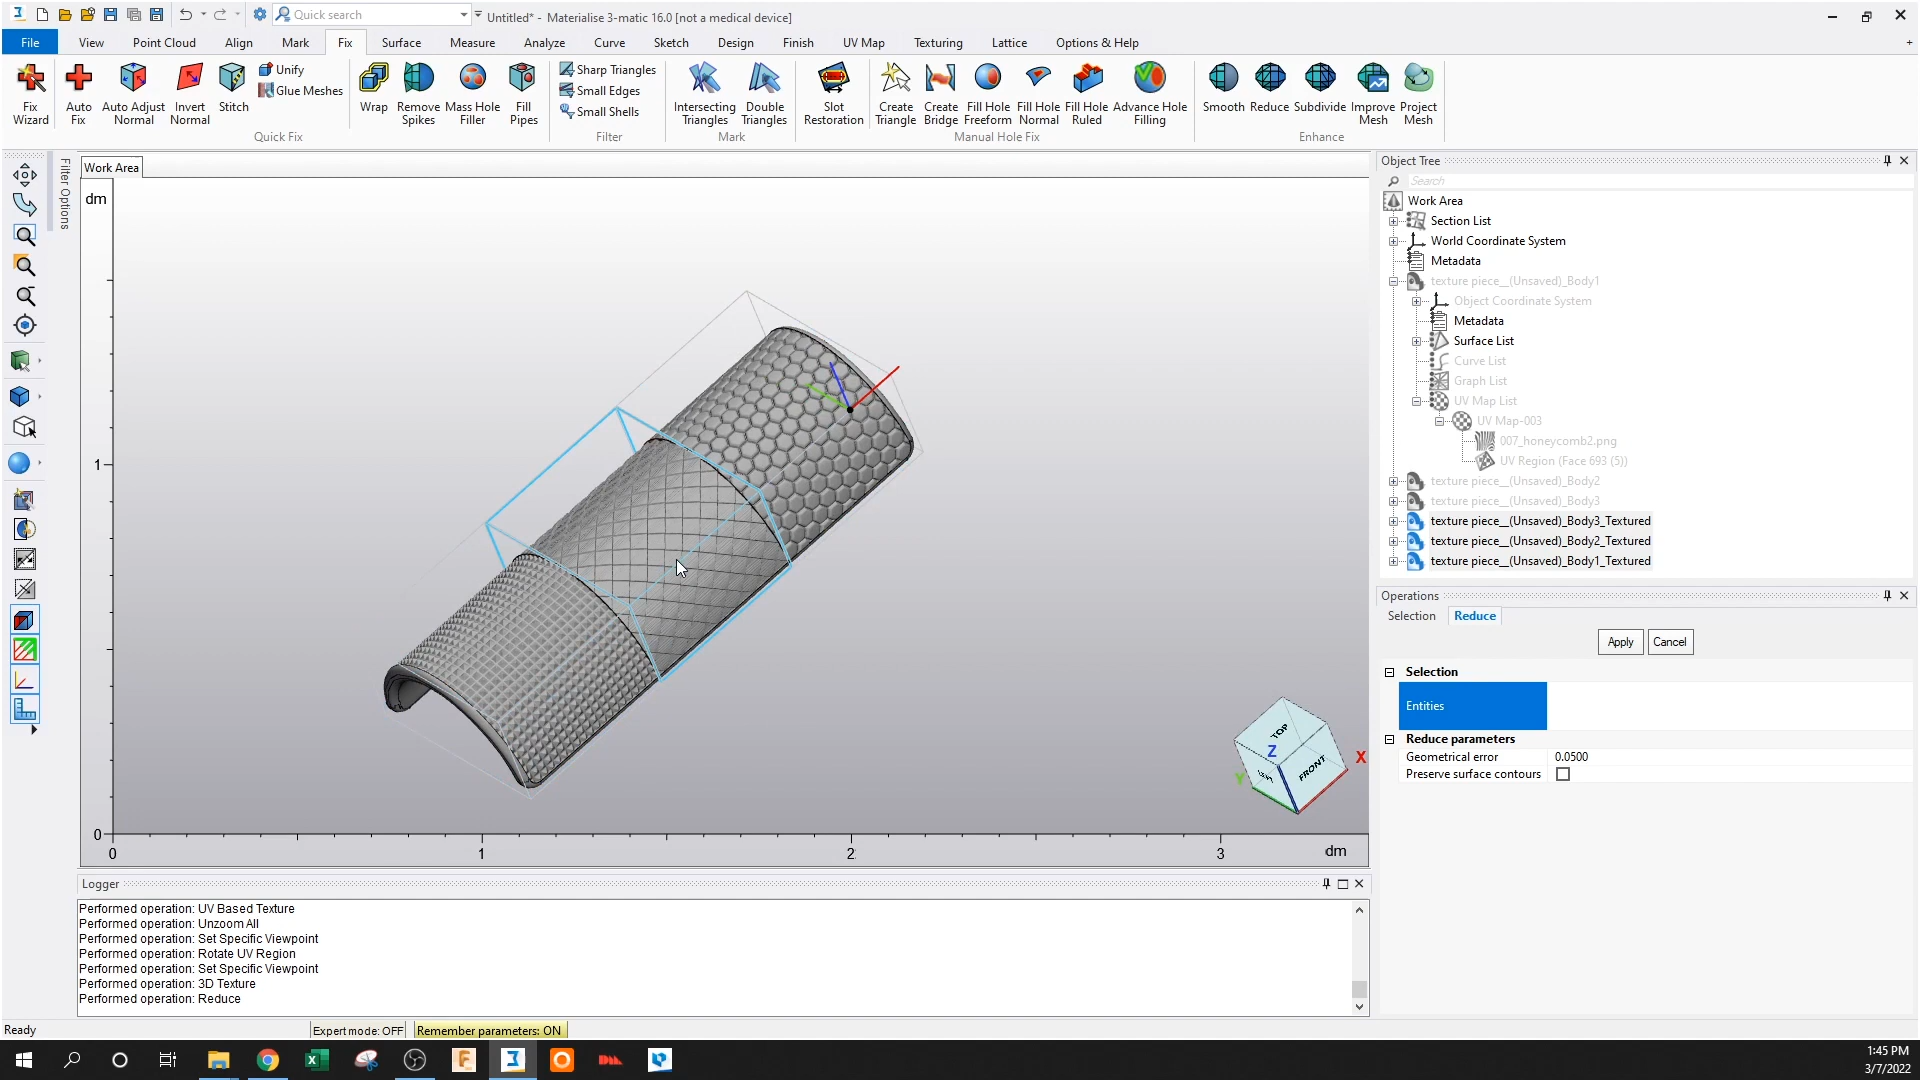 Quick search
Untitled* - Materialise 3-matic 16.0 [not a medical device]
File View Point Cloud Align Mark Fix Surface Measure Analyze Curve Sketch Design Finish UV Map Texturing Lattice Options & Help
Fix Wizard
Auto Fix
Auto Adjust Normal
Invert Normal
Stitch
Unify
Glue Meshes
Quick Fix
Wrap
Remove Spikes
Mass Hole Filler
Fill Pipes
Sharp Triangles
Small Edges
Small Shells
Filter
Intersecting Triangles
Double Triangles
Mark
Slot Restoration
Create Triangle
Create Bridge
Fill Hole Freeform
Fill Hole Normal
Fill Hole Ruled
Advance Hole Filling
Manual Hole Fix
Smooth
Reduce
Subdivide
Improve Mesh
Project Mesh
Enhance
Filter Options
Work Area
dm
1
0
0 1 2 3 dm
TOP
FRONT
LEFT
Z
X
Y
Object Tree
Search
Work Area
Section List
World Coordinate System
Metadata
texture piece__(Unsaved)_Body1
Object Coordinate System
Metadata
Surface List
Curve List
Graph List
UV Map List
UV Map-003
007_honeycomb2.png
UV Region (Face 693 (5))
texture piece__(Unsaved)_Body2
texture piece__(Unsaved)_Body3
texture piece__(Unsaved)_Body3_Textured
texture piece__(Unsaved)_Body2_Textured
texture piece__(Unsaved)_Body1_Textured
Operations
Selection Reduce
Apply Cancel
Selection
Entities
Reduce parameters
Geometrical error 0.0500
Preserve surface contours
Logger
Performed operation: UV Based Texture
Performed operation: Unzoom All
Performed operation: Set Specific Viewpoint
Performed operation: Rotate UV Region
Performed operation: Set Specific Viewpoint
Performed operation: 3D Texture
Performed operation: Reduce
Ready
Expert mode: OFF
Remember parameters: ON
1:45 PM
3/7/2022